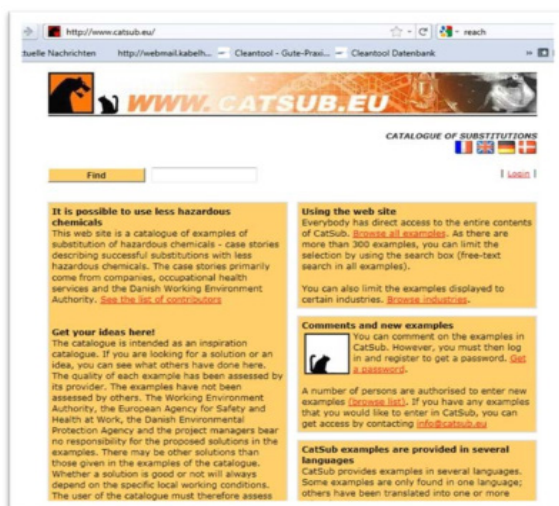 http://www.catsub.eu/
reach
tuelle Nachrichten http://webmail.kabelh... Cleantool - Gute-Praxi... Cleantool Datenbank
WWW.CATSUB.EU
CATALOGUE OF SUBSTITUTIONS
Find
| Login |
It is possible to use less hazardous
chemicals
This web site is a catalogue of examples of
substitution of hazardous chemicals - case stories
describing successful substitutions with less
hazardous chemicals. The case stories primarily
come from companies, occupational health
services and the Danish Working Environment
Authority. See the list of contributors
Get your ideas here!
The catalogue is intended as an inspiration
catalogue. If you are looking for a solution or an
idea, you can see what others have done here.
The quality of each example has been assessed by
its provider. The examples have not been
assessed by others. The Working Environment
Authority, the European Agency for Safety and
Health at Work, the Danish Environmental
Protection Agency and the project managers bear
no responsibility for the proposed solutions in the
examples. There may be other solutions than
those given in the examples of the catalogue.
Whether a solution is good or not will always
depend on the specific local working conditions.
The user of the catalogue must therefore assess
Using the web site
Everybody has direct access to the entire contents
of CatSub. Browse all examples. As there are
more than 300 examples, you can limit the
selection by using the search box (free-text
search in all examples).
You can also limit the examples displayed to
certain industries. Browse industries.
Comments and new examples
You can comment on the examples in
CatSub. However, you must then log
in and register to get a password. Get
a password.
A number of persons are authorised to enter new
examples (browse list). If you have any examples
that you would like to enter in CatSub, you can
get access by contacting info@catsub.eu
CatSub examples are provided in several
languages
CatSub provides examples in several languages.
Some examples are only found in one language;
others have been translated into one or more